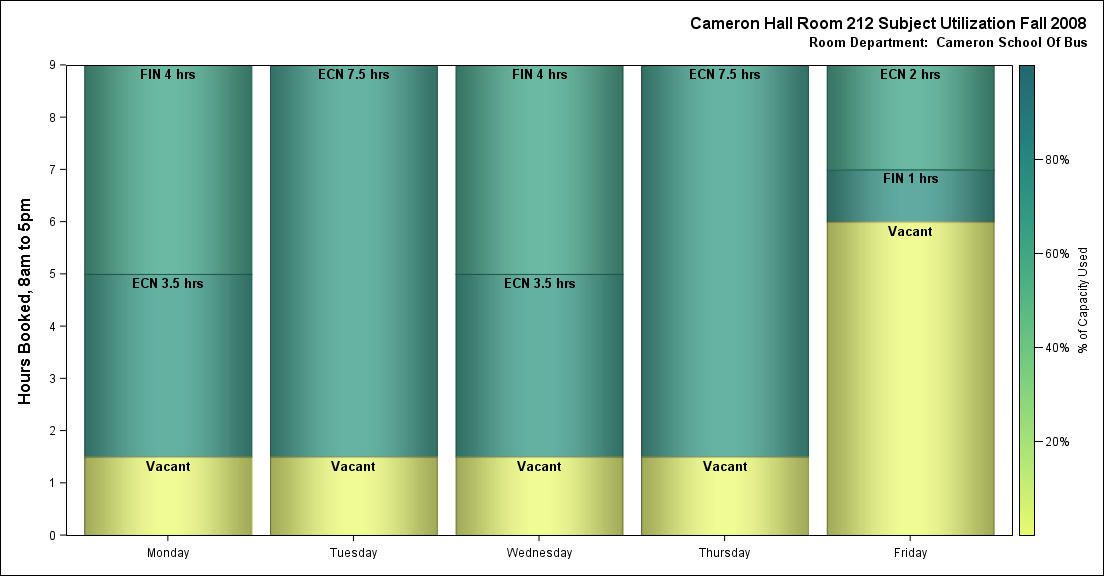 Cameron Hall Room 212 Subject Utilization Fall 2008
Room Department: Cameron School Of Bus
Hours Booked, 8am to 5pm
9
8
7
6
5
4
3
2
1
0
FIN 4 hrs
ECN 3.5 hrs
Vacant
ECN 7.5 hrs
Vacant
FIN 4 hrs
ECN 3.5 hrs
Vacant
ECN 7.5 hrs
Vacant
ECN 2 hrs
FIN 1 hrs
Vacant
Monday
Tuesday
Wednesday
Thursday
Friday
80%
60%
40%
20%
% of Capacity Used